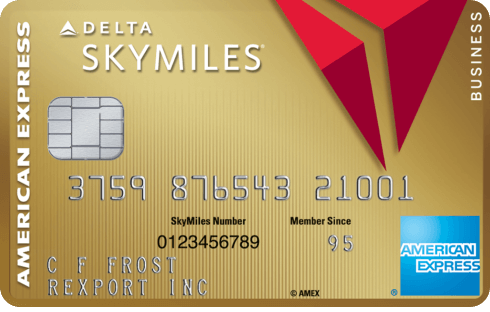 AMERICAN EXPRESS
DELTA
SKYMILES®
BUSINESS
3759 876543 21001
SkyMiles Number
Member Since
0123456789
95
C F FROST
REXPORT INC
© AMEX
AMERICAN
EXPRESS
®